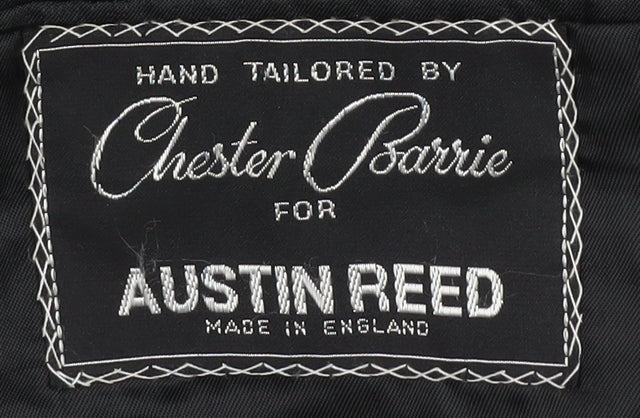 HAND TAILORED BY
Chester Barrie
FOR
AUSTIN REED
MADE IN ENGLAND